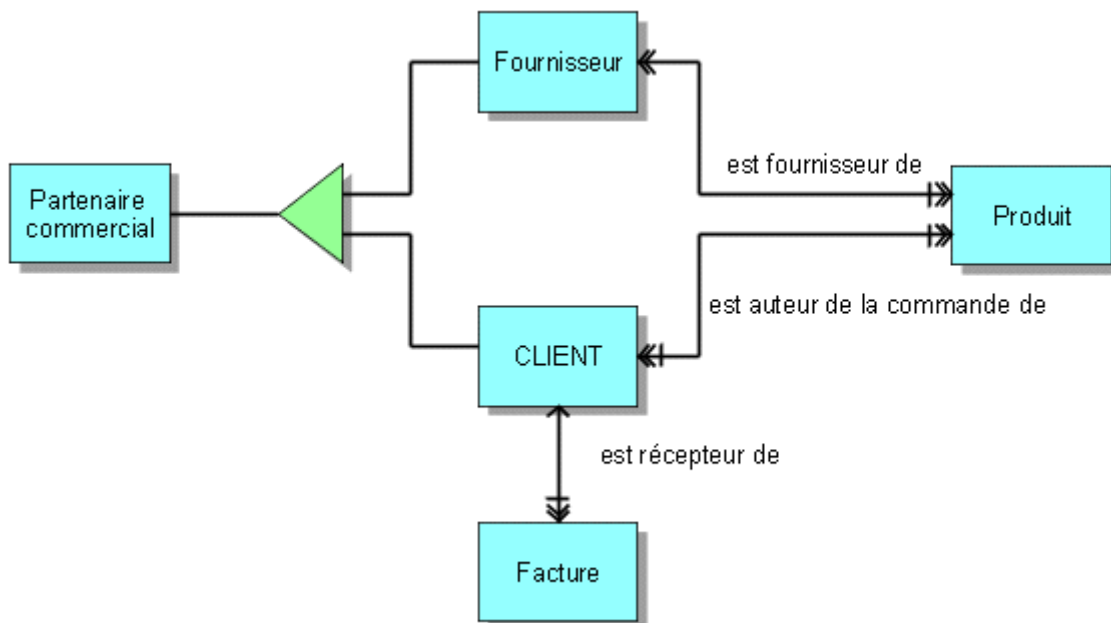 Fournisseur
est fournisseur de
Partenaire
commercial
Produit
est auteur de la commande de
CLIENT
est récepteur de
Facture